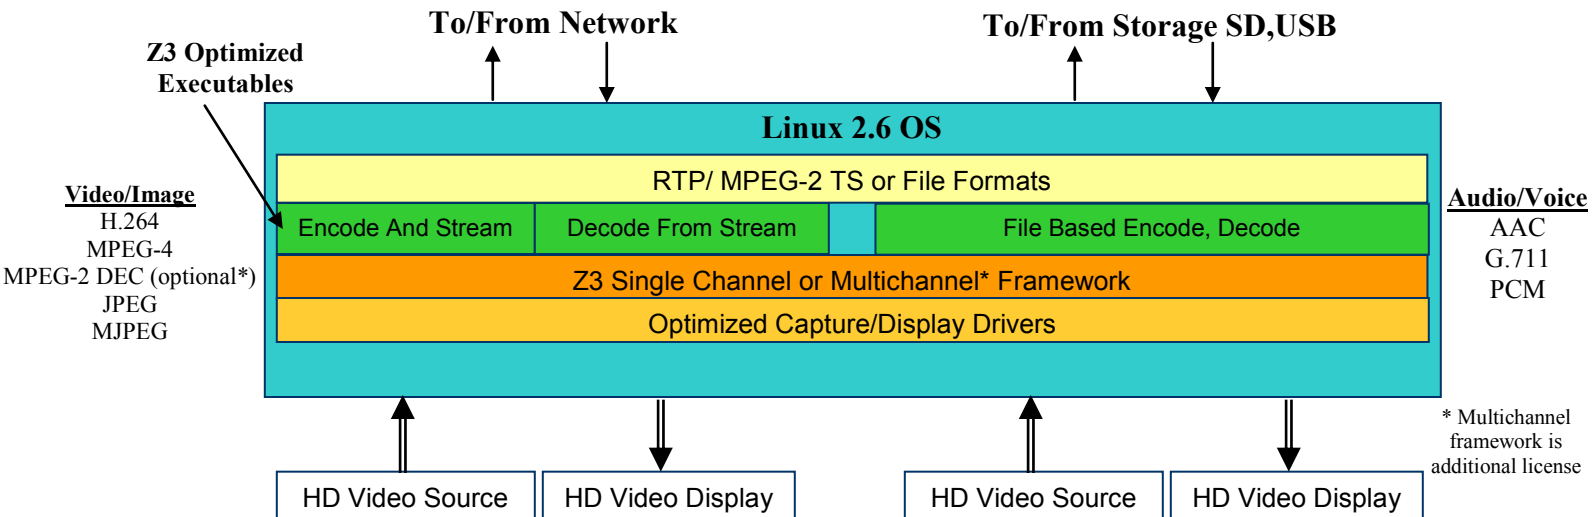 To/From Network
To/From Storage SD,USB
Z3 Optimized
Executables
Linux 2.6 OS
RTP/ MPEG-2 TS or File Formats
Video/Image
H.264
MPEG-4
MPEG-2 DEC (optional*)
JPEG
MJPEG
Encode And Stream
Decode From Stream
File Based Encode, Decode
Z3 Single Channel or Multichannel* Framework
Optimized Capture/Display Drivers
Audio/Voice
AAC
G.711
PCM
* Multichannel
framework is
additional license
HD Video Source
HD Video Display
HD Video Source
HD Video Display